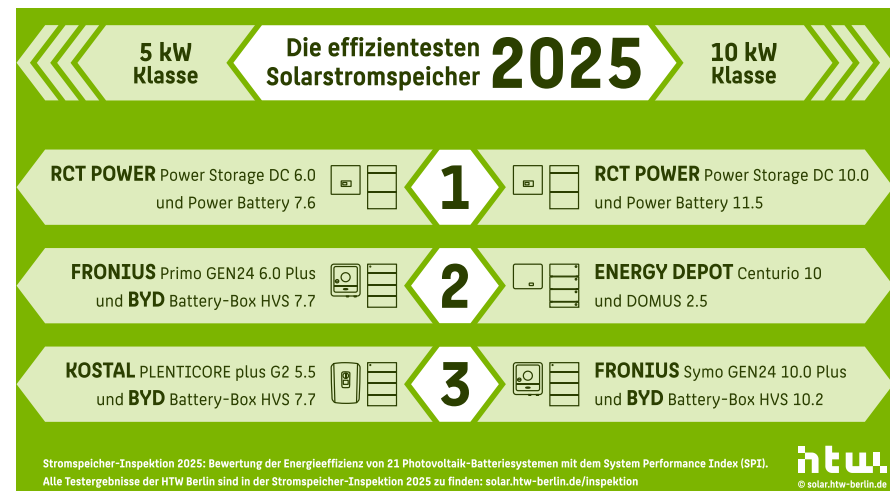 5 kW
Klasse
Die effizientesten
Solarstromspeicher
2025
10 kW
Klasse
RCT POWER Power Storage DC 6.0
und Power Battery 7.6
1
RCT POWER Power Storage DC 10.0
und Power Battery 11.5
FRONIUS Primo GEN24 6.0 Plus
und BYD Battery-Box HVS 7.7
2
ENERGY DEPOT Centurio 10
und DOMUS 2.5
KOSTAL PLENTICORE plus G2 5.5
und BYD Battery-Box HVS 7.7
3
FRONIUS Symo GEN24 10.0 Plus
und BYD Battery-Box HVS 10.2
Stromspeicher-Inspektion 2025: Bewertung der Energieeffizienz von 21 Photovoltaik-Batteriesystemen mit dem System Performance Index (SPI).
Alle Testergebnisse der HTW Berlin sind in der Stromspeicher-Inspektion 2025 zu finden: solar.htw-berlin.de/inspektion
htw.
© solar.htw-berlin.de